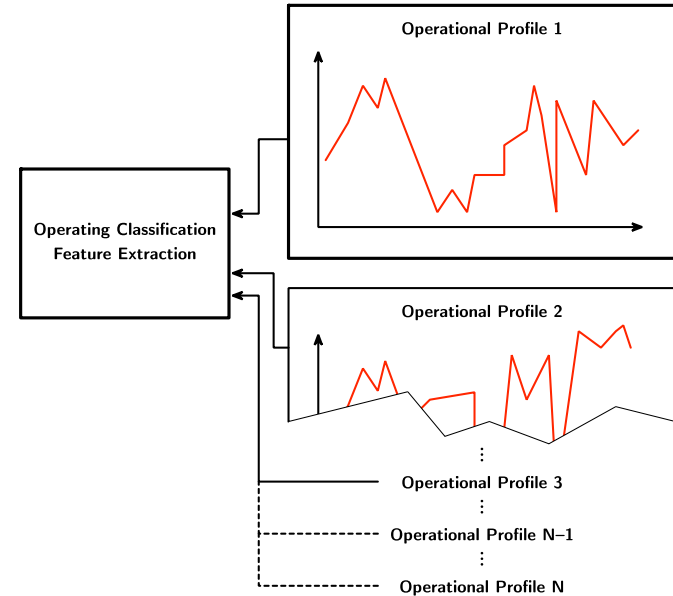 Operational Profile 1
Operating Classification
Feature Extraction
Operational Profile 2
⋮
Operational Profile 3
⋮
Operational Profile N–1
⋮
Operational Profile N